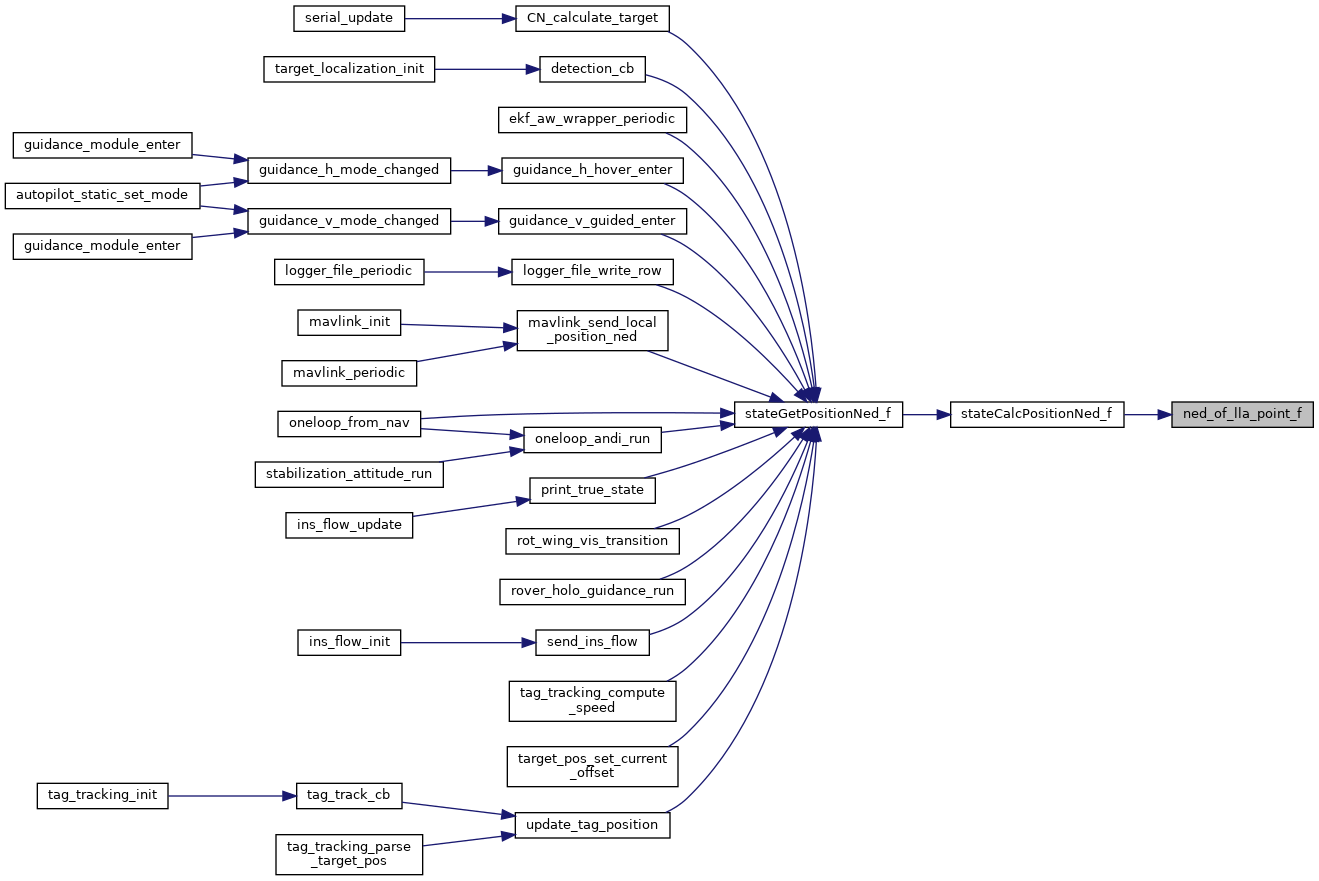 serial_update
CN_calculate_target
target_localization_init
detection_cb
ekf_aw_wrapper_periodic
guidance_module_enter
guidance_h_mode_changed
guidance_h_hover_enter
autopilot_static_set_mode
guidance_v_mode_changed
guidance_v_guided_enter
guidance_module_enter
logger_file_periodic
logger_file_write_row
mavlink_init
mavlink_send_local
_position_ned
mavlink_periodic
stateGetPositionNed_f
stateCalcPositionNed_f
ned_of_lla_point_f
oneloop_from_nav
oneloop_andi_run
stabilization_attitude_run
print_true_state
ins_flow_update
rot_wing_vis_transition
rover_holo_guidance_run
ins_flow_init
send_ins_flow
tag_tracking_compute
_speed
target_pos_set_current
_offset
tag_tracking_init
tag_track_cb
update_tag_position
tag_tracking_parse
_target_pos